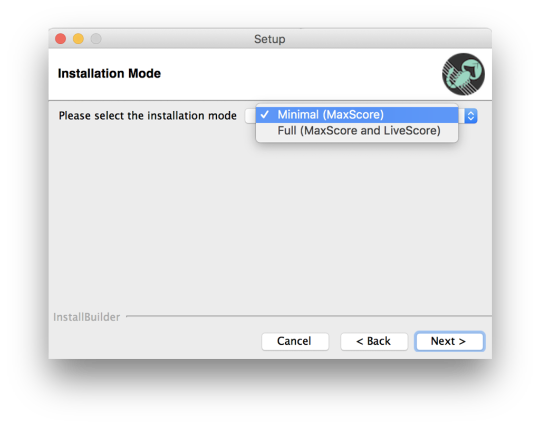 Setup
Installation Mode
Please select the installation mode
✓ Minimal (MaxScore)
Full (MaxScore and LiveScore)
InstallBuilder
Cancel
< Back
Next >